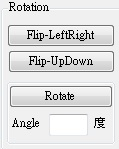 Rotation
Flip-LeftRight
Flip-UpDown
Rotate
Angle 度